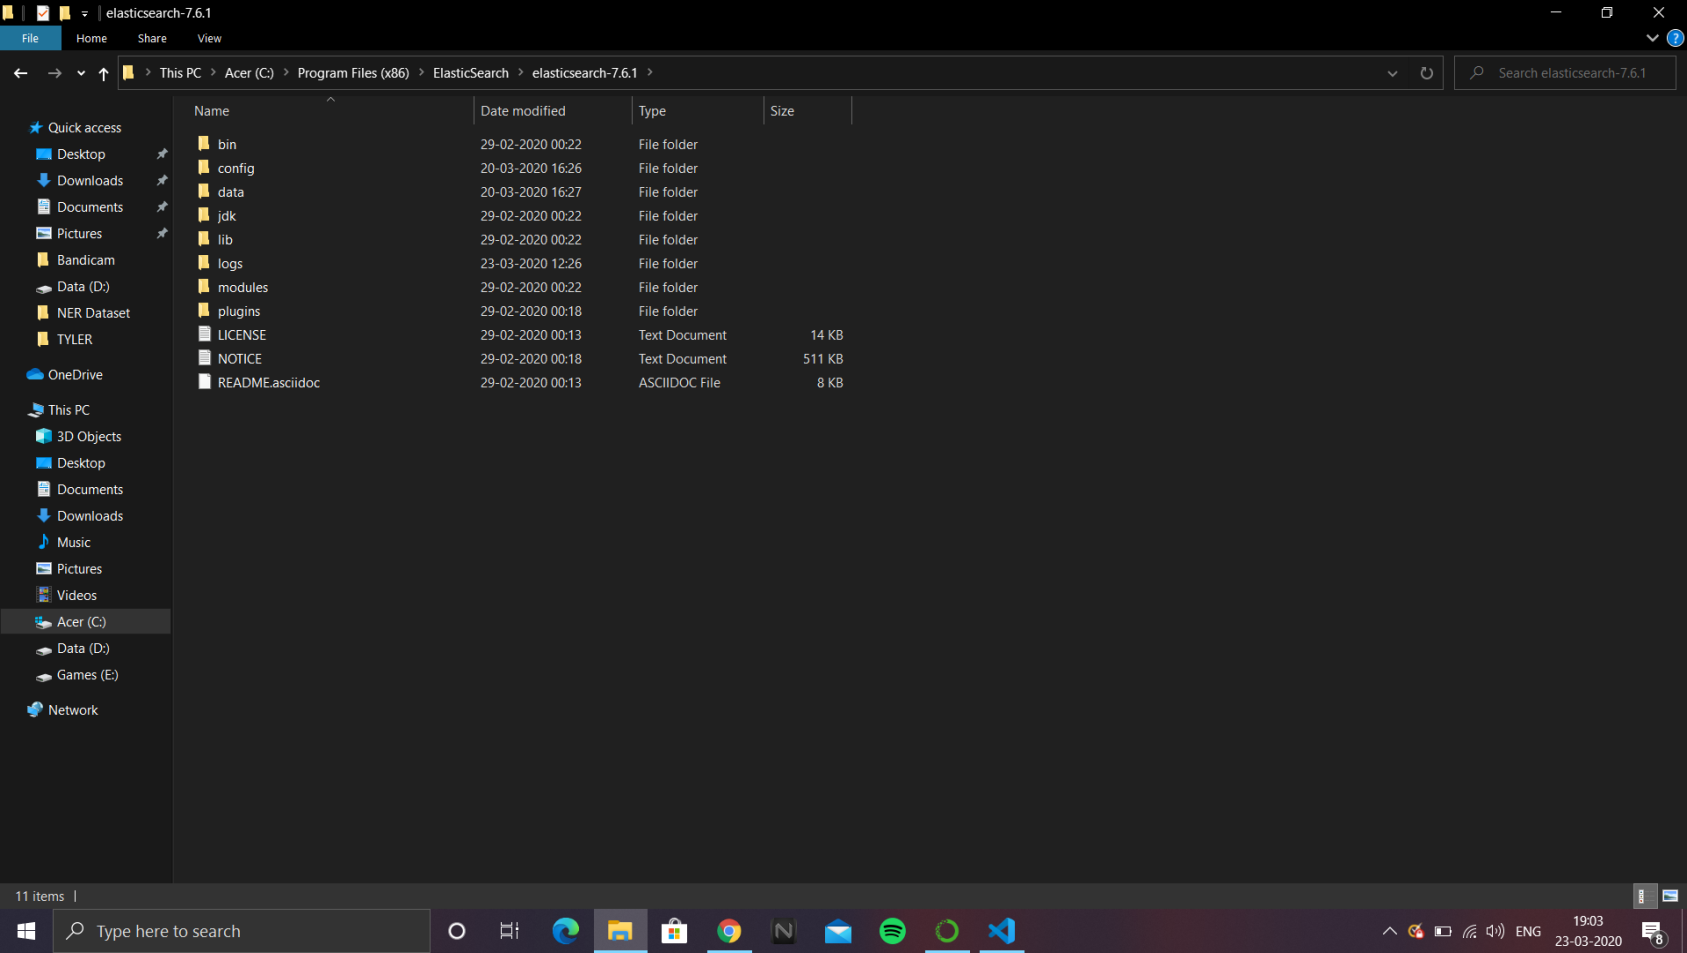 elasticsearch-7.6.1
File Home Share View
This PC Acer (C:) Program Files (x86) ElasticSearch elasticsearch-7.6.1 Search elasticsearch-7.6.1
Name Date modified Type Size
bin 29-02-2020 00:22 File folder
config 20-03-2020 16:26 File folder
data 20-03-2020 16:27 File folder
jdk 29-02-2020 00:22 File folder
lib 29-02-2020 00:22 File folder
logs 23-03-2020 12:26 File folder
modules 29-02-2020 00:22 File folder
plugins 29-02-2020 00:18 File folder
LICENSE 29-02-2020 00:13 Text Document 14 KB
NOTICE 29-02-2020 00:18 Text Document 511 KB
README.asciidoc 29-02-2020 00:13 ASCIIDOC File 8 KB
Quick access
Desktop
Downloads
Documents
Pictures
Bandicam
Data (D:)
NER Dataset
TYLER
OneDrive
This PC
3D Objects
Desktop
Documents
Downloads
Music
Pictures
Videos
Acer (C:)
Data (D:)
Games (E:)
Network
11 items
Type here to search
ENG
19:03
23-03-2020
8